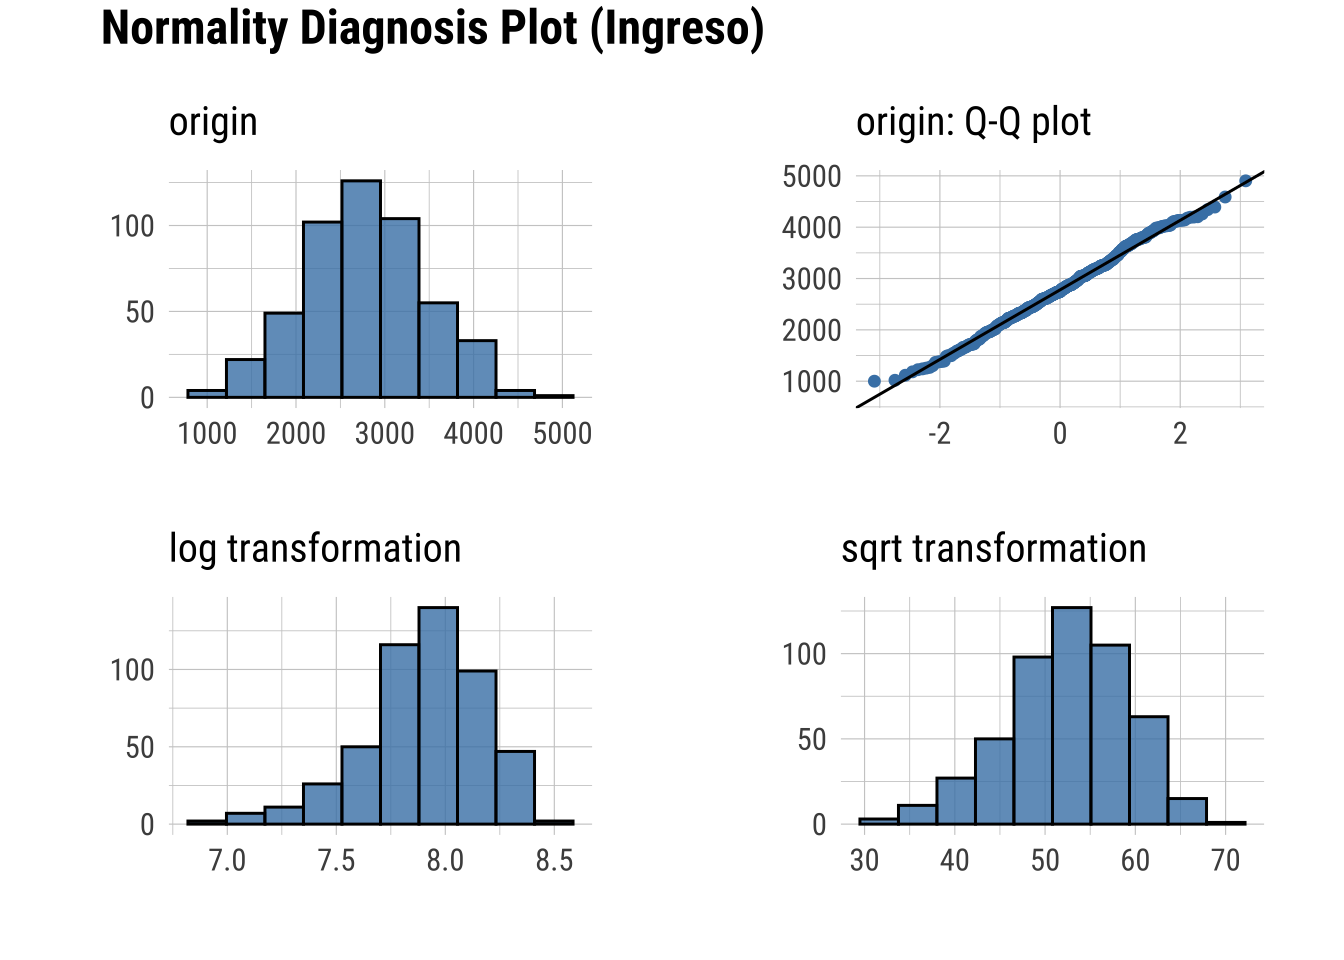 Normality Diagnosis Plot (Ingreso)
origin
100
50
0
1000 2000 3000 4000 5000
origin: Q-Q plot
5000
4000
3000
2000
1000
-2 0 2
log transformation
100
50
0
7.0 7.5 8.0 8.5
sqrt transformation
100
50
0
30 40 50 60 70